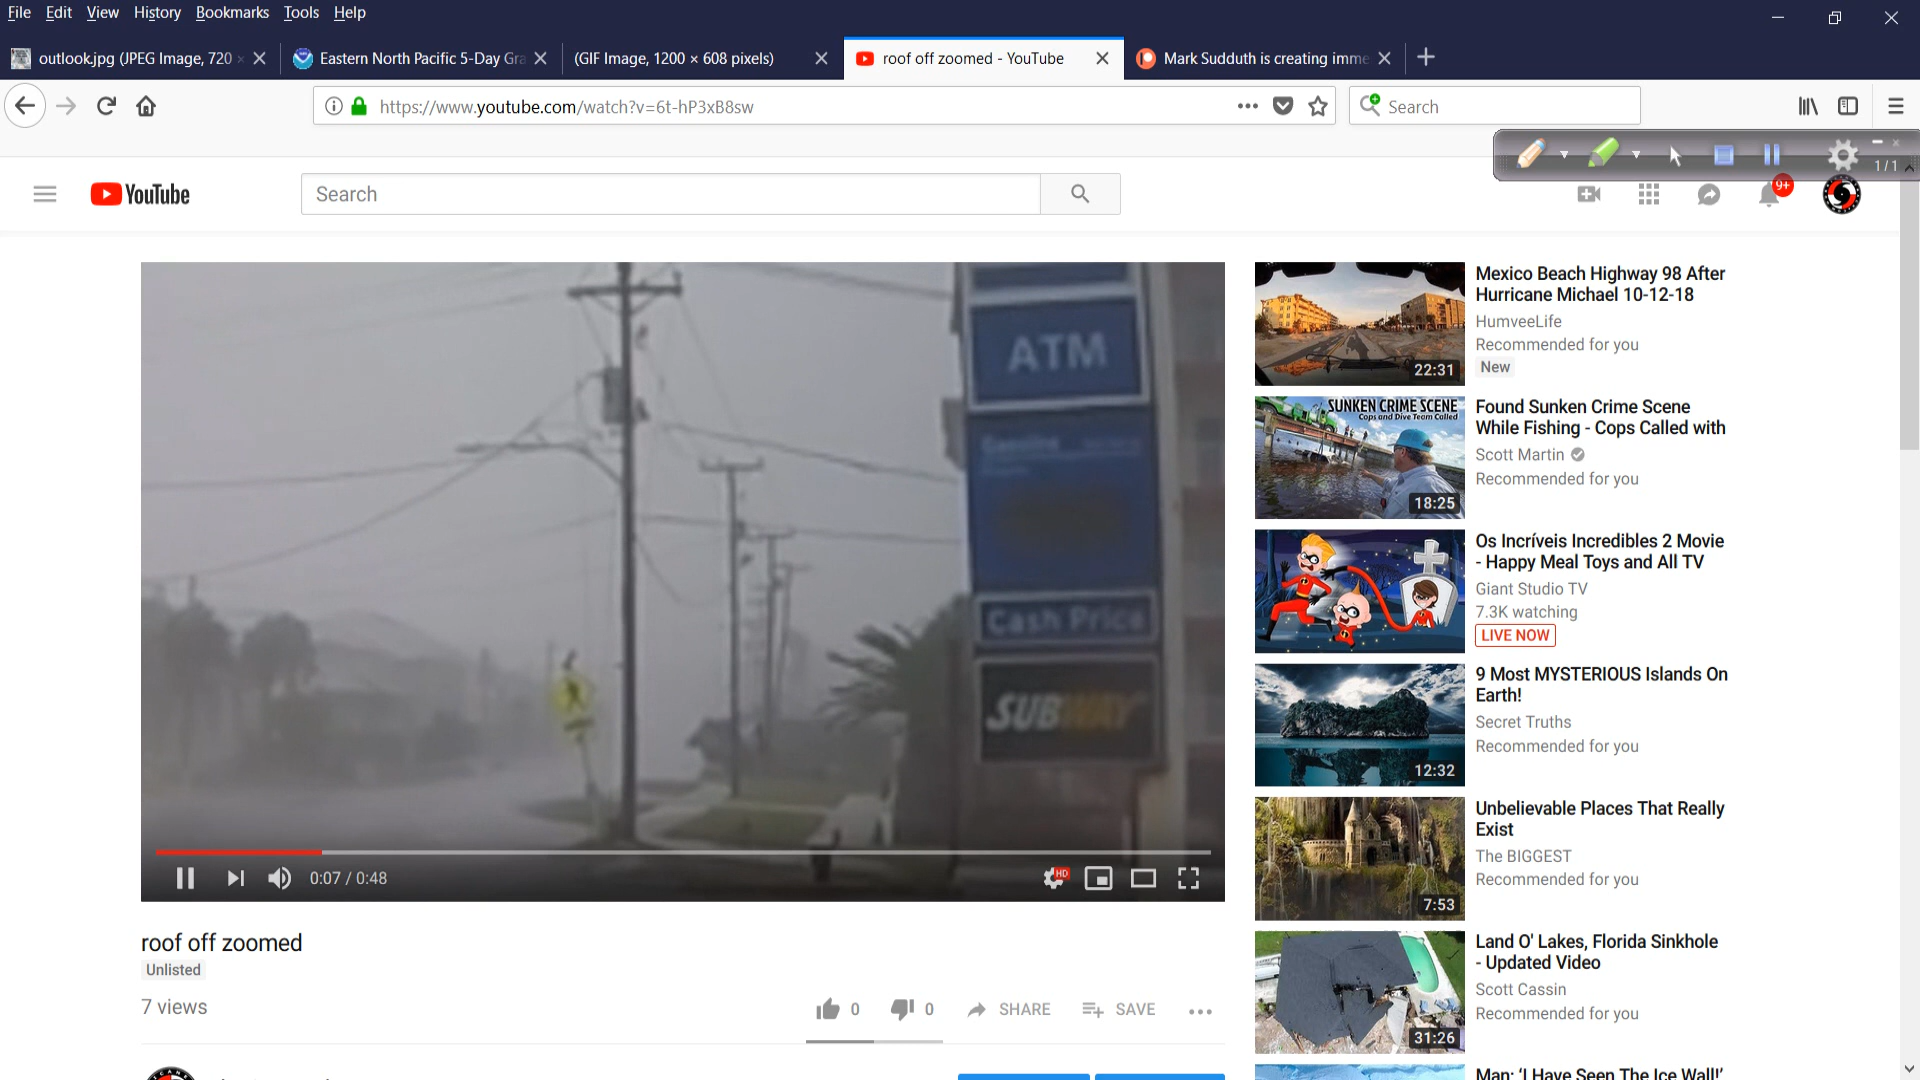 File Edit View History Bookmarks Tools Help
outlook.jpg (JPEG Image, 720 ×
Eastern North Pacific 5-Day Gra
(GIF Image, 1200 × 608 pixels)
roof off zoomed - YouTube
Mark Sudduth is creating imme
https://www.youtube.com/watch?v=6t-hP3xB8sw
Search
1/1
YouTube
Search
9+
ATM
Cash Price
SUBWAY
0:07 / 0:48
HD
roof off zoomed
Unlisted
7 views
0
0
SHARE
SAVE
22:31
Mexico Beach Highway 98 After
Hurricane Michael 10-12-18
HumveeLife
Recommended for you
New
SUNKEN CRIME SCENE
Cops and Dive Team Called
18:25
Found Sunken Crime Scene
While Fishing - Cops Called with
Scott Martin
Recommended for you
Os Incríveis Incredibles 2 Movie
- Happy Meal Toys and All TV
Giant Studio TV
7.3K watching
LIVE NOW
12:32
9 Most MYSTERIOUS Islands On
Earth!
Secret Truths
Recommended for you
7:53
Unbelievable Places That Really
Exist
The BIGGEST
Recommended for you
31:26
Land O' Lakes, Florida Sinkhole
- Updated Video
Scott Cassin
Recommended for you
Man: 'I Have Seen The Ice Wall!'